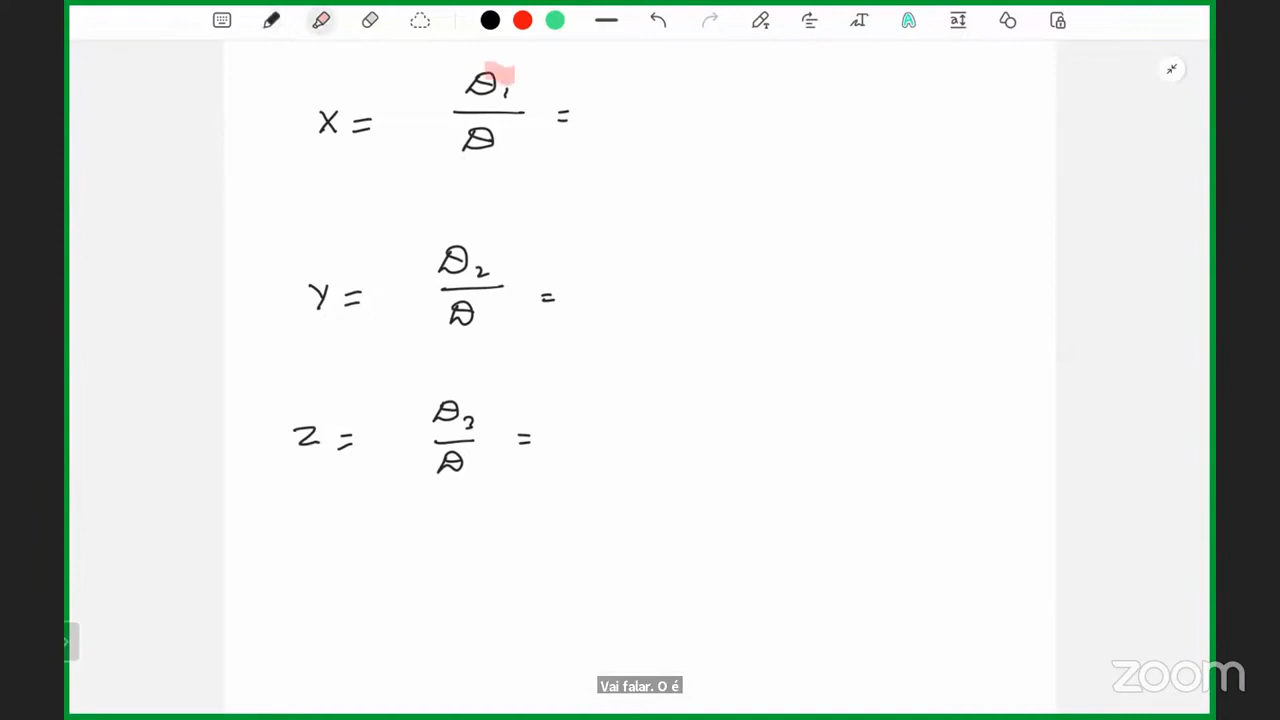 X = D₁/D =
Y = D₂/D =
Z = D₃/D =
Vai falar. O é
zoom